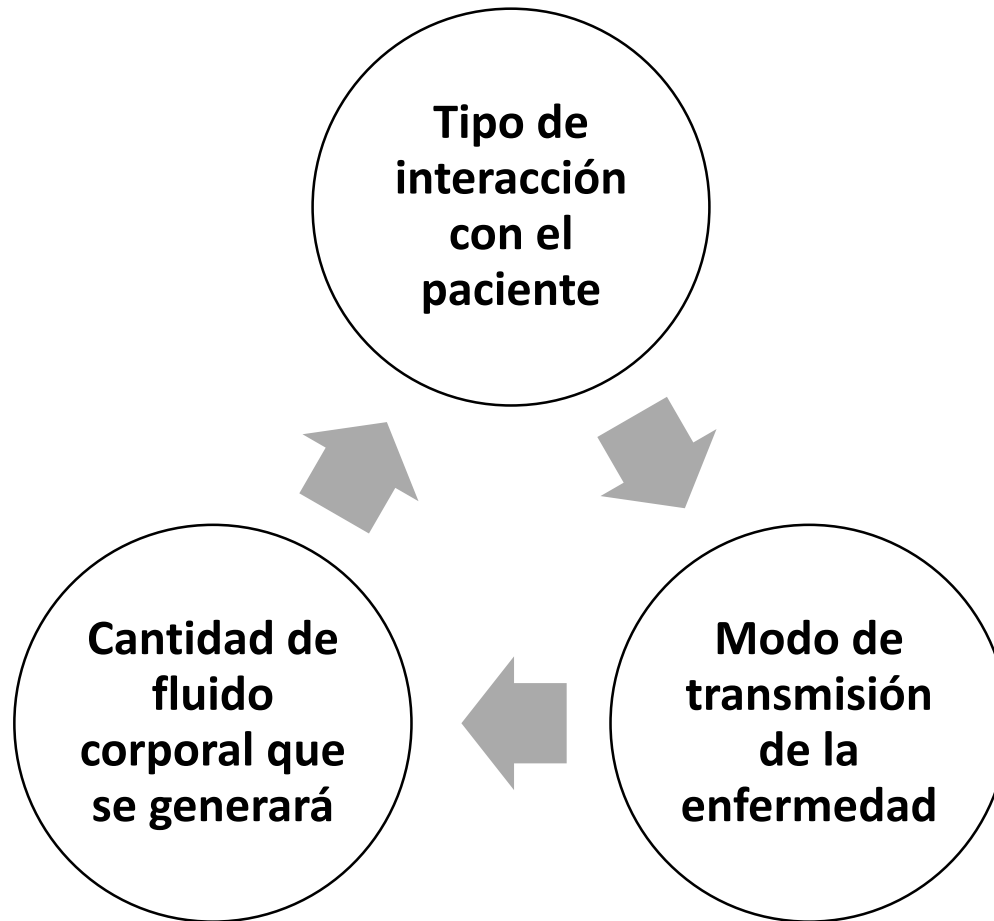 Tipo de
interacción
con el
paciente
Cantidad de
fluido
corporal que
se generará
Modo de
transmisión
de la
enfermedad